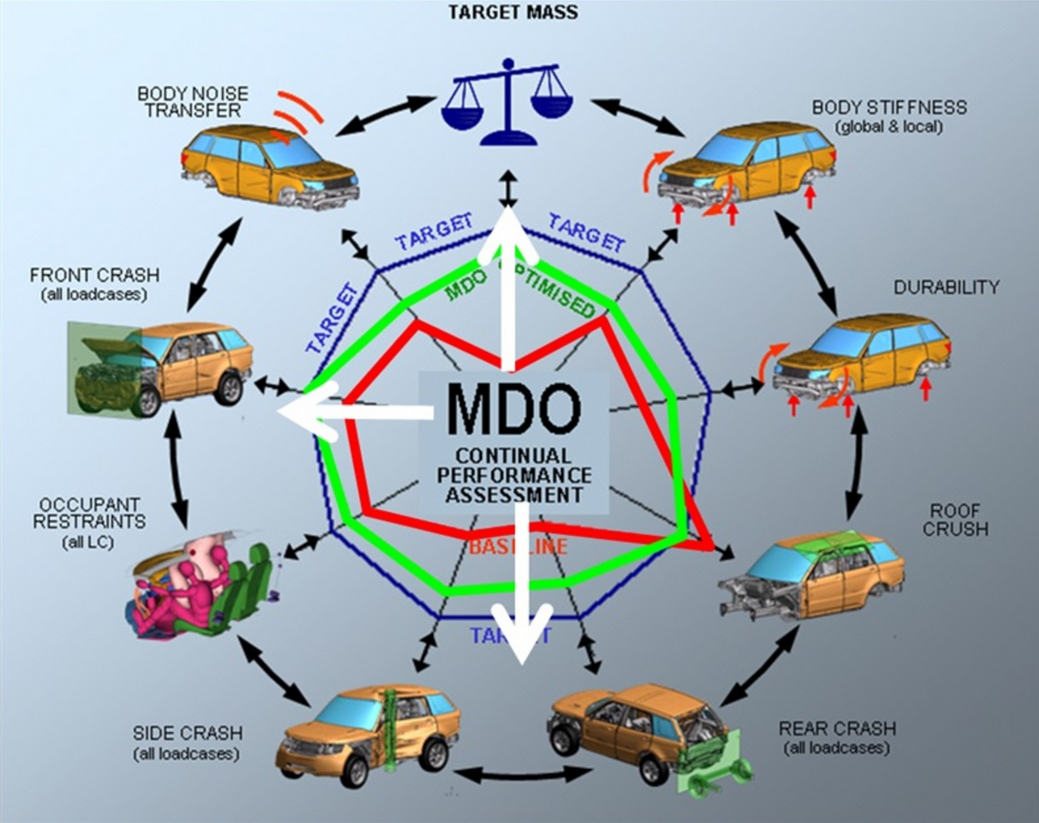 TARGET MASS
BODY NOISE
TRANSFER
BODY STIFFNESS
(global & local)
TARGET
TARGET
FRONT CRASH
(all loadcases)
TARGET
MDO OPTIMISED
DURABILITY
MDO
CONTINUAL
PERFORMANCE
ASSESSMENT
OCCUPANT
RESTRAINTS
(all LC)
ROOF
CRUSH
BASELINE
TARGET
SIDE CRASH
(all loadcases)
REAR CRASH
(all loadcases)